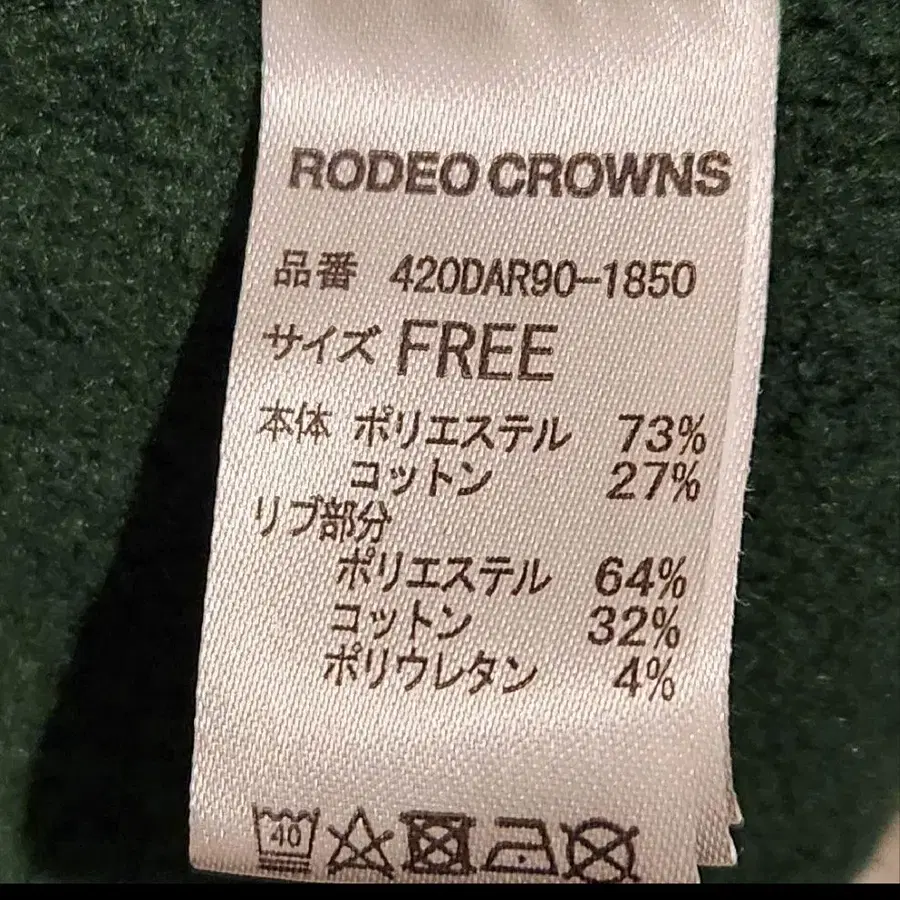 RODEO CROWNS
品番 420DAR90-1850
サイズ FREE
本体 ポリエステル 73%
コットン 27%
リブ部分
ポリエステル 64%
コットン 32%
ポリウレタン 4%
40